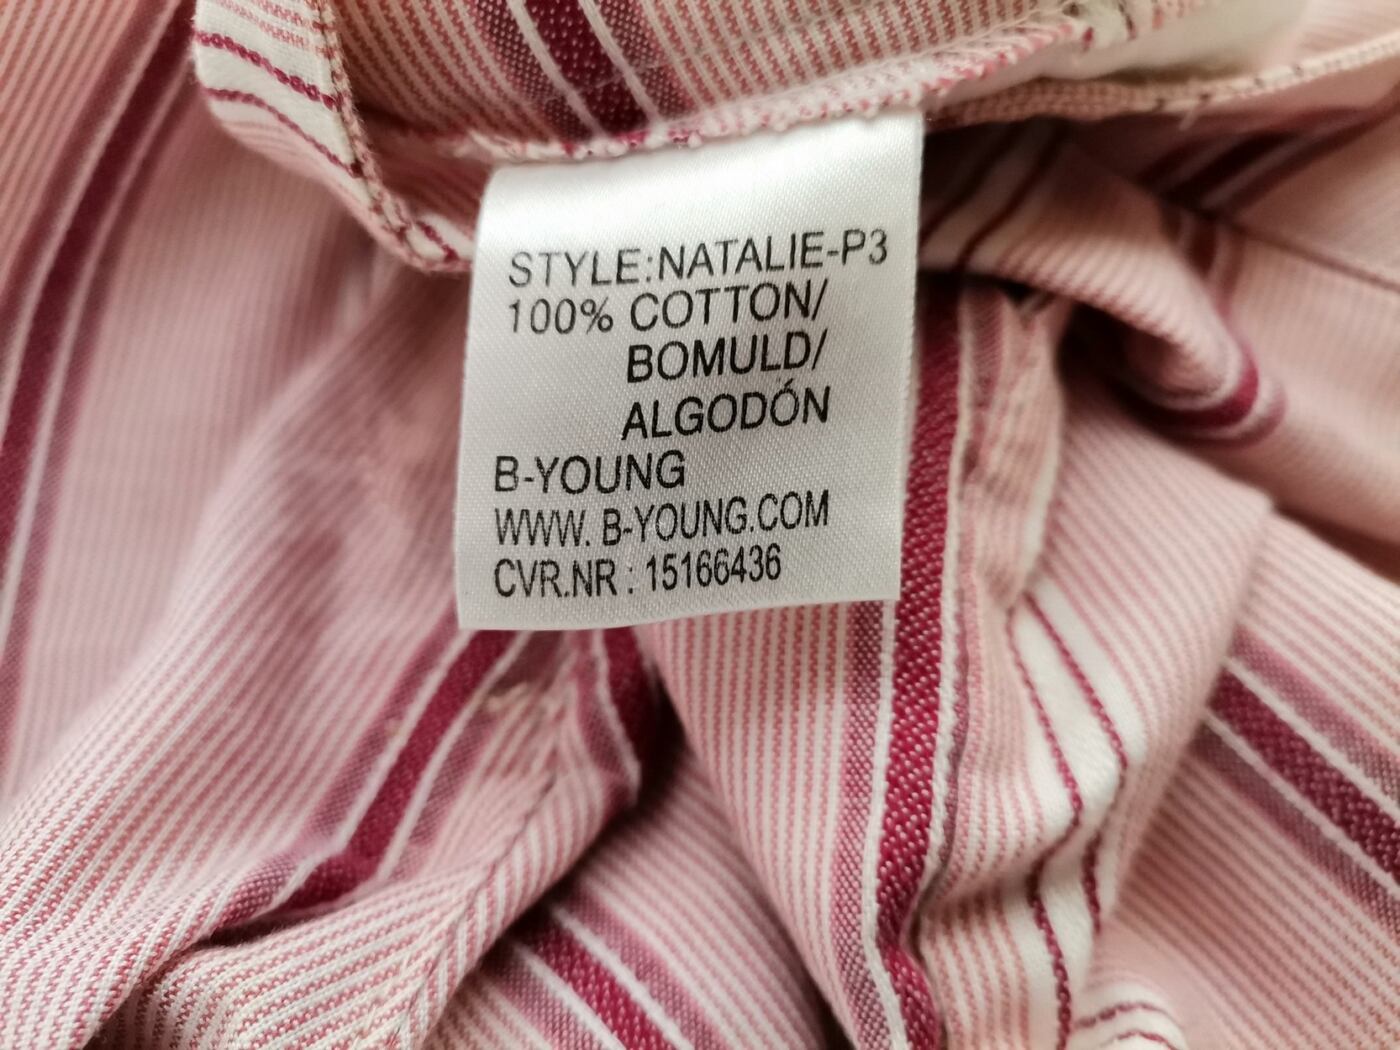 STYLE:NATALIE-P3
100% COTTON/
BOMULD/
ALGODÓN
B-YOUNG
WWW. B-YOUNG.COM
CVR.NR : 15166436